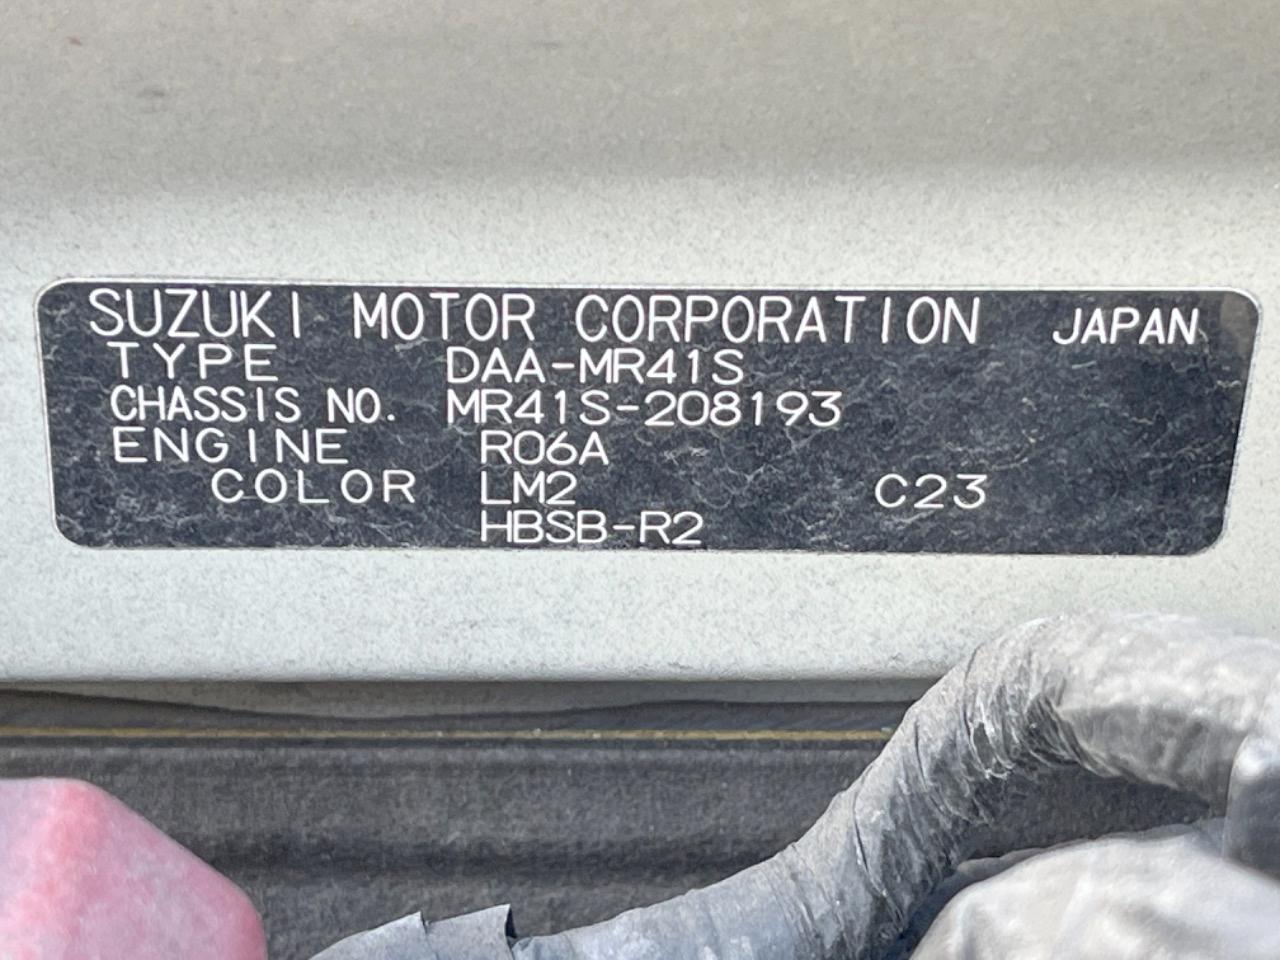 SUZUKI MOTOR CORPORATION JAPAN
TYPE DAA-MR41S
CHASSIS NO. MR41S-208193
ENGINE R06A
COLOR LM2 C23
HBSB-R2